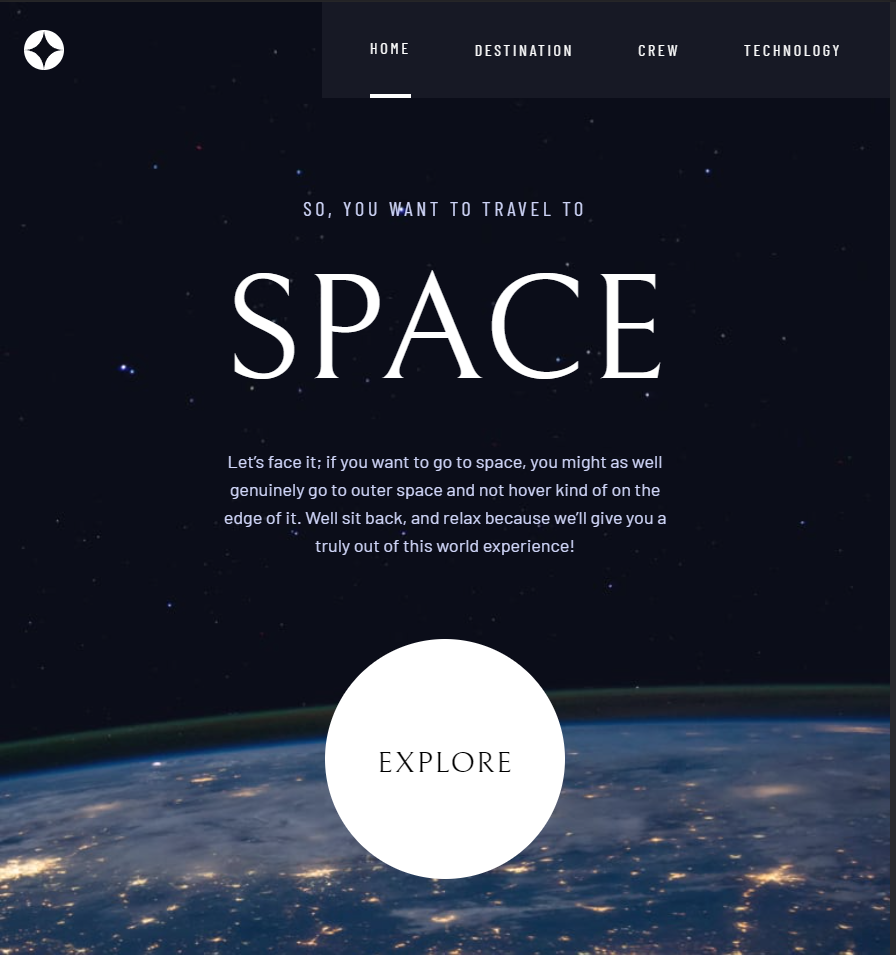 HOME DESTINATION CREW TECHNOLOGY
SO, YOU WANT TO TRAVEL TO
SPACE
Let’s face it; if you want to go to space, you might as well
genuinely go to outer space and not hover kind of on the
edge of it. Well sit back, and relax because we’ll give you a
truly out of this world experience!
EXPLORE